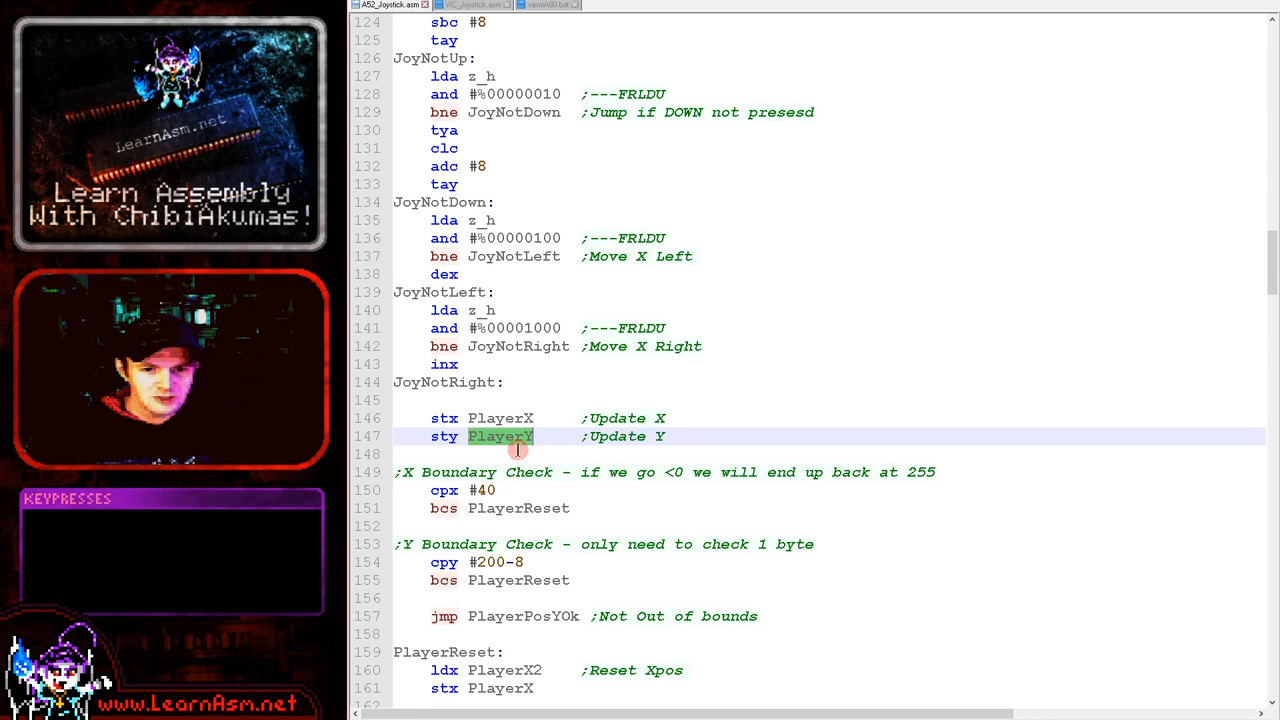 A52_Joystick.asm
VIC_Joystick.asm
vasmA80.bat
124 sbc #8
125 tay
126 JoyNotUp:
127 lda z_h
128 and #%00000010 ;---FRLDU
129 bne JoyNotDown ;Jump if DOWN not presesd
130 tya
131 clc
132 adc #8
133 tay
134 JoyNotDown:
135 lda z_h
136 and #%00000100 ;---FRLDU
137 bne JoyNotLeft ;Move X Left
138 dex
139 JoyNotLeft:
140 lda z_h
141 and #%00001000 ;---FRLDU
142 bne JoyNotRight ;Move X Right
143 inx
144 JoyNotRight:
145
146 stx PlayerX ;Update X
147 sty PlayerY ;Update Y
148
149 ;X Boundary Check - if we go <0 we will end up back at 255
150 cpx #40
151 bcs PlayerReset
152
153 ;Y Boundary Check - only need to check 1 byte
154 cpy #200-8
155 bcs PlayerReset
156
157 jmp PlayerPosYOk ;Not Out of bounds
158
159 PlayerReset:
160 ldx PlayerX2 ;Reset Xpos
161 stx PlayerX
162
LearnAsm.net
Learn Assembly
With ChibiAkumas!
KEYPRESSES
www.LearnAsm.net